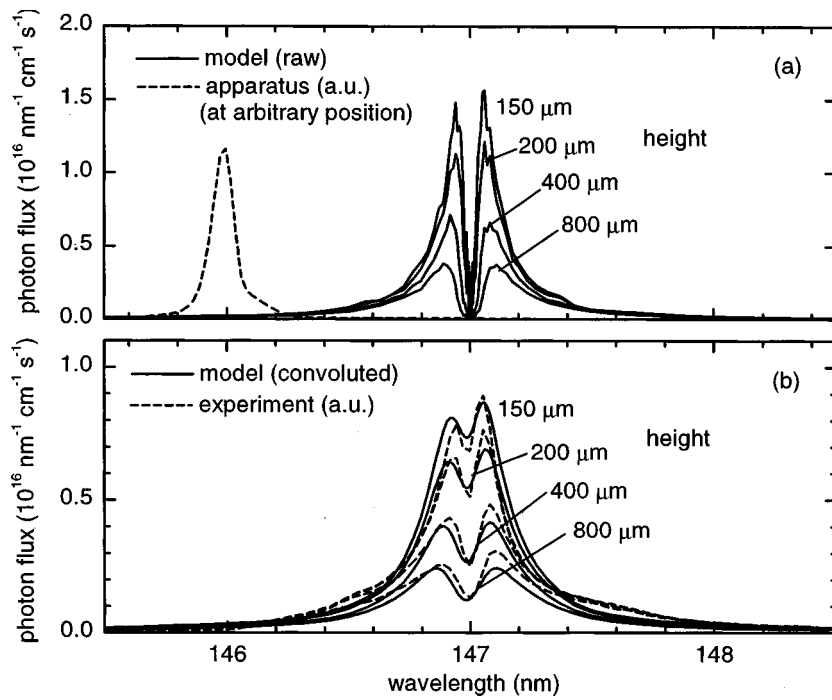 2.0
model (raw)
(a)
apparatus (a.u.)
(at arbitrary position)
1.5
150 μm
height
200 μm
1.0
400 μm
0.5
800 μm
0.0
photon flux (10^16 nm^-1 cm^-1 s^-1)
1.0
model (convoluted)
(b)
experiment (a.u.)
150 μm
height
200 μm
0.5
400 μm
800 μm
0.0
photon flux (10^16 nm^-1 cm^-1 s^-1)
146 147 148
wavelength (nm)